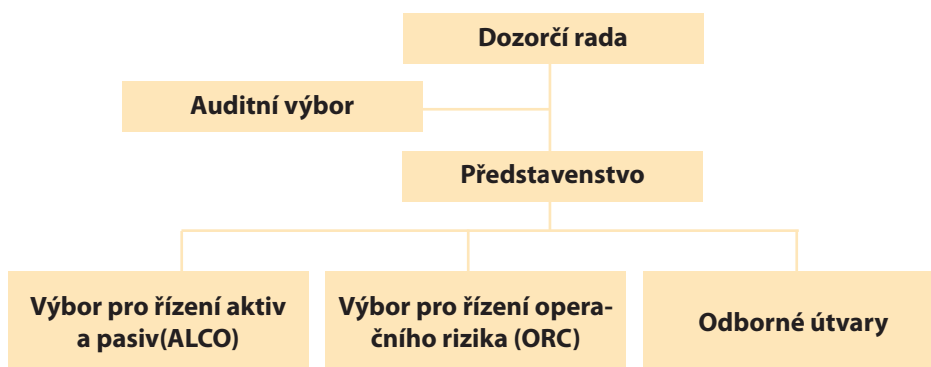 Dozorčí rada
Auditní výbor
Představenstvo
Výbor pro řízení aktiv
a pasiv(ALCO)
Výbor pro řízení opera-
čního rizika (ORC)
Odborné útvary